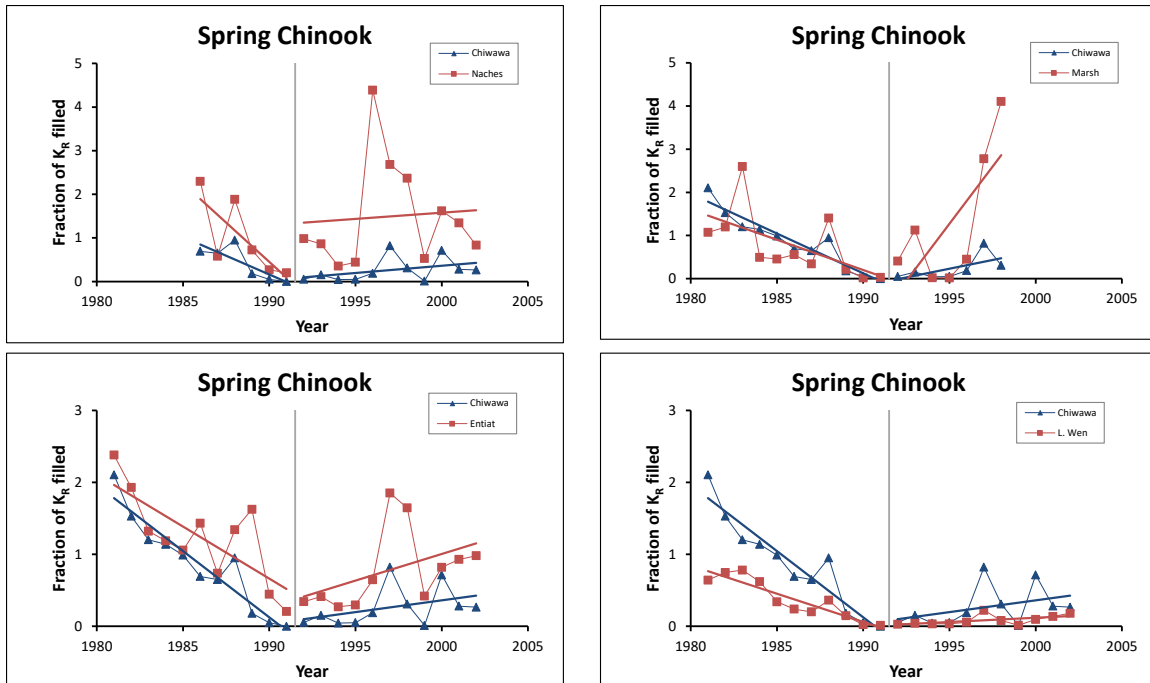 Spring Chinook
Chiwawa
Naches
Fraction of K_R filled
5
4
3
2
1
0
1980 1985 1990 1995 2000 2005
Year
Spring Chinook
Chiwawa
Marsh
Fraction of K_R filled
5
4
3
2
1
0
1980 1985 1990 1995 2000 2005
Year
Spring Chinook
Chiwawa
Entiat
Fraction of K_R filled
3
2
1
0
1980 1985 1990 1995 2000 2005
Year
Spring Chinook
Chiwawa
L. Wen
Fraction of K_R filled
3
2
1
0
1980 1985 1990 1995 2000 2005
Year